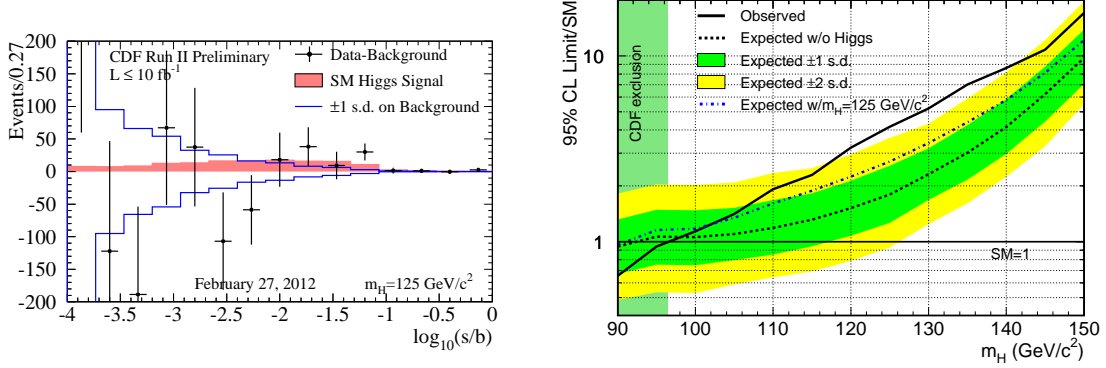 CDF Run II Preliminary
L ≤ 10 fb⁻¹
Data-Background
SM Higgs Signal
±1 s.d. on Background
Events/0.27
200
150
100
50
0
-50
-100
-150
-200
February 27, 2012
m_H=125 GeV/c²
-4 -3.5 -3 -2.5 -2 -1.5 -1 -0.5 0
log₁₀(s/b)
95% CL Limit/SM
10
1
CDF exclusion
Observed
Expected w/o Higgs
Expected ±1 s.d.
Expected ±2 s.d.
Expected w/m_H=125 GeV/c²
SM=1
90 100 110 120 130 140 150
m_H (GeV/c²)